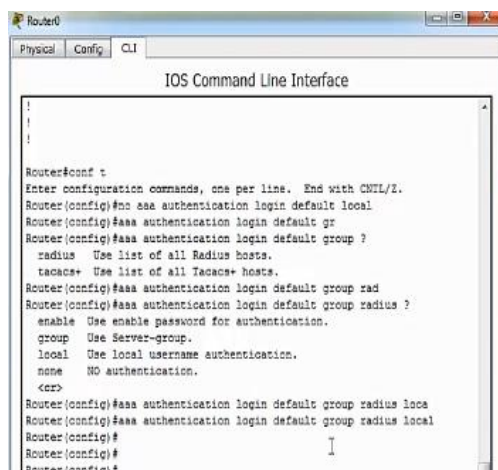 Router0
Physical Config CLI
IOS Command Line Interface
!
!
!
Router#conf t
Enter configuration commands, one per line. End with CNTL/Z.
Router(config)#no aaa authentication login default local
Router(config)#aaa authentication login default gr
Router(config)#aaa authentication login default group ?
radius Use list of all Radius hosts.
tacacs+ Use list of all Tacacs+ hosts.
Router(config)#aaa authentication login default group rad
Router(config)#aaa authentication login default group radius ?
enable Use enable password for authentication.
group Use Server-group.
local Use local username authentication.
none NO authentication.
<cr>
Router(config)#aaa authentication login default group radius loca
Router(config)#aaa authentication login default group radius local
Router(config)#
Router(config)#
Router(config)#